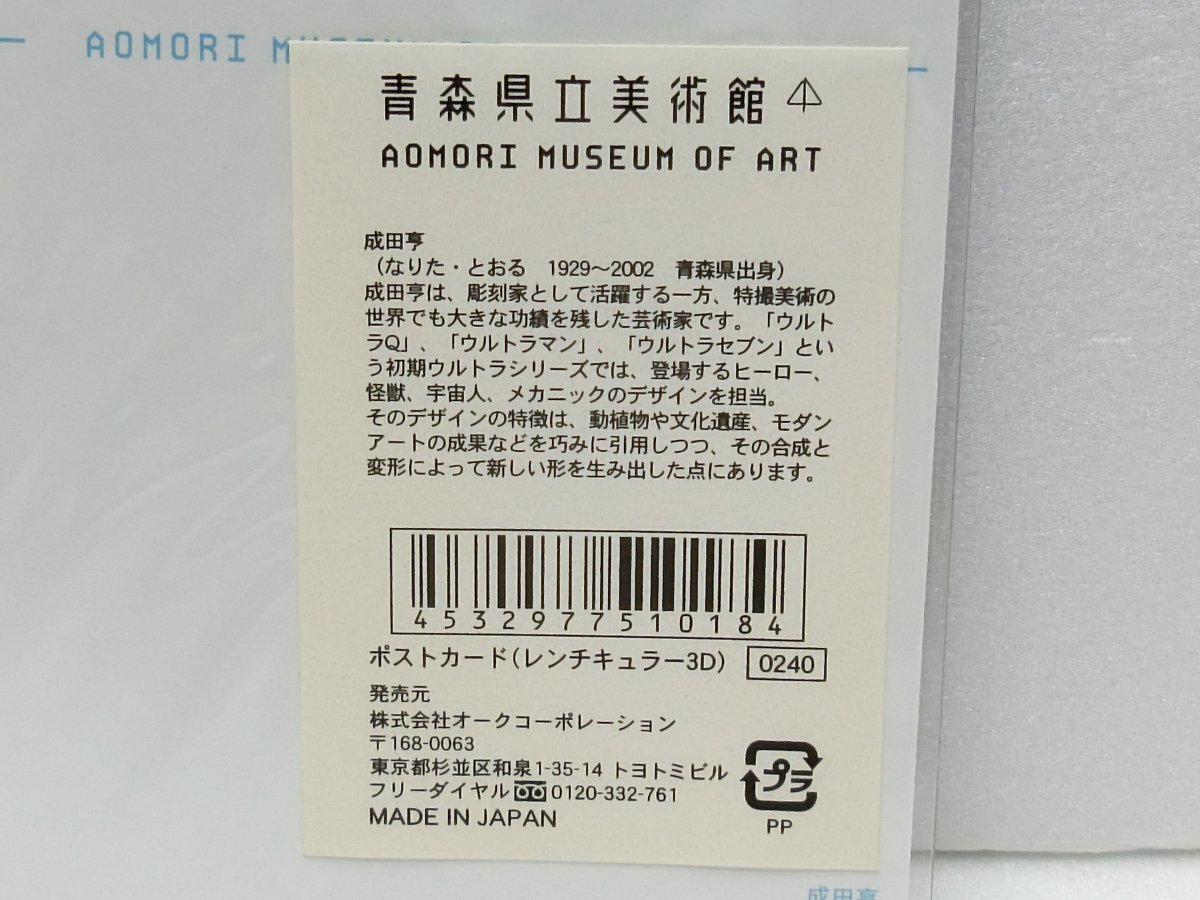 AOMORI
青森県立美術館
AOMORI MUSEUM OF ART
成田亨
(なりた・とおる　1929〜2002　青森県出身)
成田亨は、彫刻家として活躍する一方、特撮美術の
世界でも大きな功績を残した芸術家です。「ウルト
ラQ」、「ウルトラマン」、「ウルトラセブン」とい
う初期ウルトラシリーズでは、登場するヒーロー、
怪獣、宇宙人、メカニックのデザインを担当。
そのデザインの特徴は、動植物や文化遺産、モダン
アートの成果などを巧みに引用しつつ、その合成と
変形によって新しい形を生み出した点にあります。
4532977510184
ポストカード(レンチキュラー3D) 0240
発売元
株式会社オークコーポレーション
〒168-0063
東京都杉並区和泉1-35-14 トヨトミビル
フリーダイヤル 0120-332-761
MADE IN JAPAN
プラ
PP
成田亨